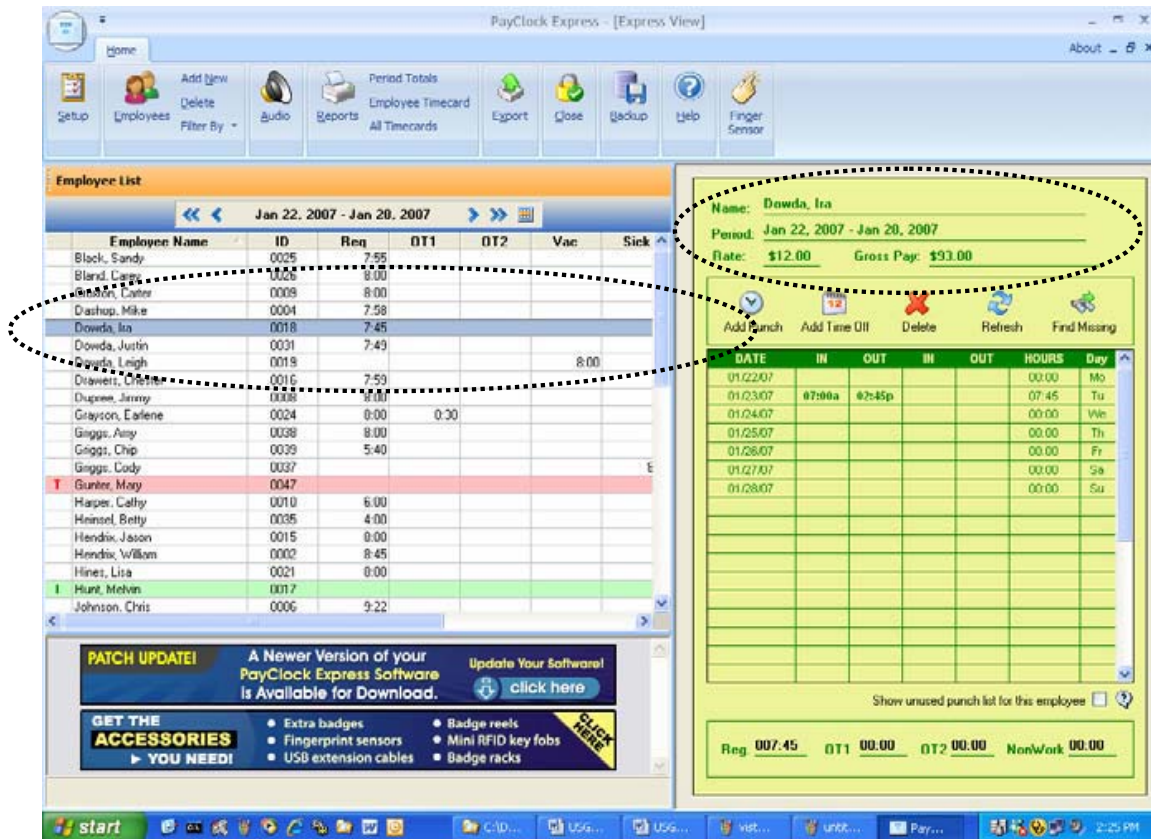 PayClock Express - [Express View]
Home
About
Setup
Employees
Add New
Delete
Filter By
Audio
Reports
Period Totals
Employee Timecard
All Timecards
Export
Close
Backup
Help
Finger Sensor
Employee List
Jan 22, 2007 - Jan 28, 2007
Employee Name ID Reg OT1 OT2 Vac Sick
Black, Sandy 0025 7:55
Bland, Carey 0026 8:00
Croxton, Carter 0009 8:00
Dashup, Mike 0004 7:58
Dowda, Ira 0018 7:45
Dowda, Justin 0031 7:49
Dowda, Leigh 0019 8:00
Drawers, Chester 0016 7:59
Dupree, Jimmy 0008 8:00
Grayson, Earlene 0024 8:00 0:30
Griggs, Amy 0038 8:00
Griggs, Chip 0039 5:40
Griggs, Cody 0037
T Gunter, Mary 0047
Harper, Cathy 0010 6:00
Heinsel, Betty 0035 4:00
Hendrix, Jason 0015 8:00
Hendrix, William 0002 8:45
Hines, Lisa 0021 8:00
I Hunt, Melvin 0017
Johnson, Chris 0006 9:22
PATCH UPDATE!
A Newer Version of your
PayClock Express Software
is Available for Download.
Update Your Software!
click here
GET THE
ACCESSORIES
YOU NEED!
Extra badges
Fingerprint sensors
USB extension cables
Badge reels
Mini RFID key fobs
Badge racks
CLICK HERE
Name: Dowda, Ira
Period: Jan 22, 2007 - Jan 28, 2007
Rate: $12.00 Gross Pay: $93.00
Add Punch Add Time Off Delete Refresh Find Missing
DATE IN OUT IN OUT HOURS Day
01/22/07 00:00 Mo
01/23/07 07:00a 02:45p 07:45 Tu
01/24/07 00:00 We
01/25/07 00:00 Th
01/26/07 00:00 Fr
01/27/07 00:00 Sa
01/28/07 00:00 Su
Show unused punch list for this employee
Reg 007:45 OT1 00:00 OT2 00:00 NonWork 00:00
start
C:\D...
USG...
USG...
vist...
untit...
Pay...
2:25 PM